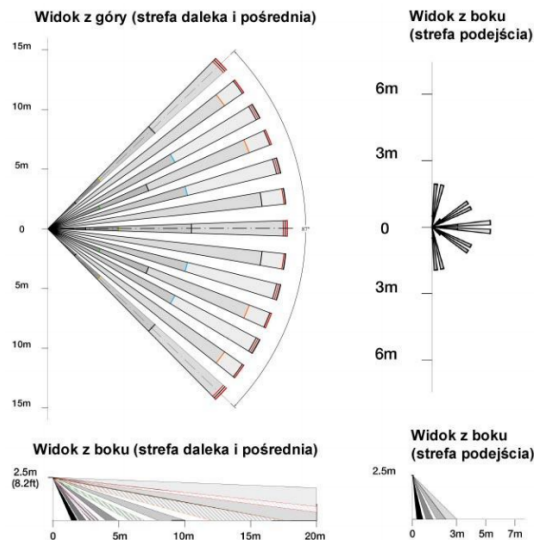 Widok z góry (strefa daleka i pośrednia)
15m
10m
5m
0
5m
10m
15m
Widok z boku
(strefa podejścia)
6m
3m
0
3m
6m
Widok z boku (strefa daleka i pośrednia)
2.5m
(8.2ft)
0
5m
10m
15m
20m
Widok z boku
(strefa podejścia)
2.5m
0
3m
5m
7m